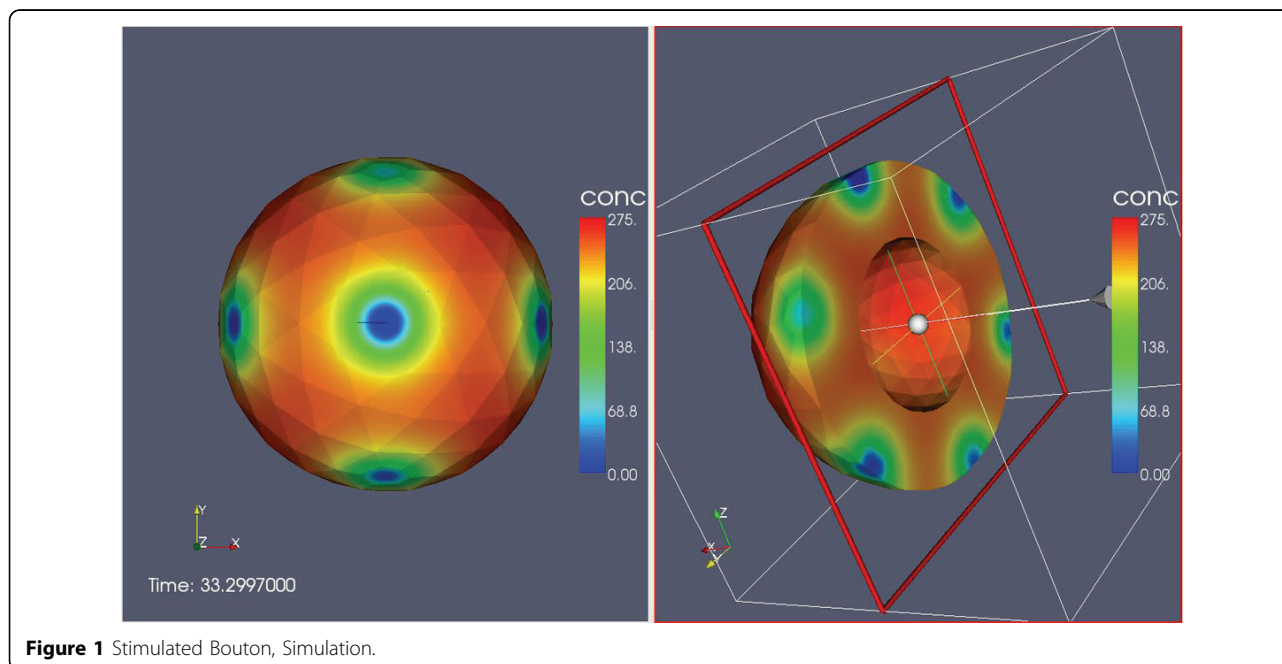 conc
275.
206.
138.
68.8
0.00
Y
Z
X
Time: 33.2997000
conc
275.
206.
138.
68.8
0.00
Z
X
Y
Figure 1 Stimulated Bouton, Simulation.